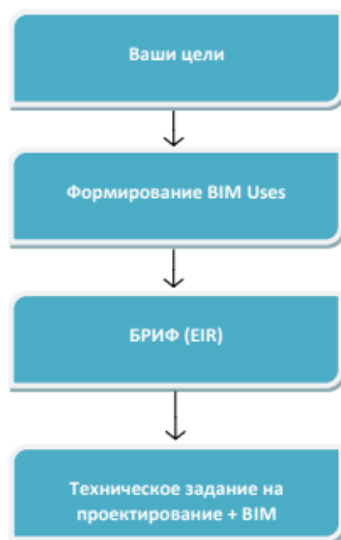 Ваши цели
Формирование BIM Uses
БРИФ (EIR)
Техническое задание на
проектирование + BIM